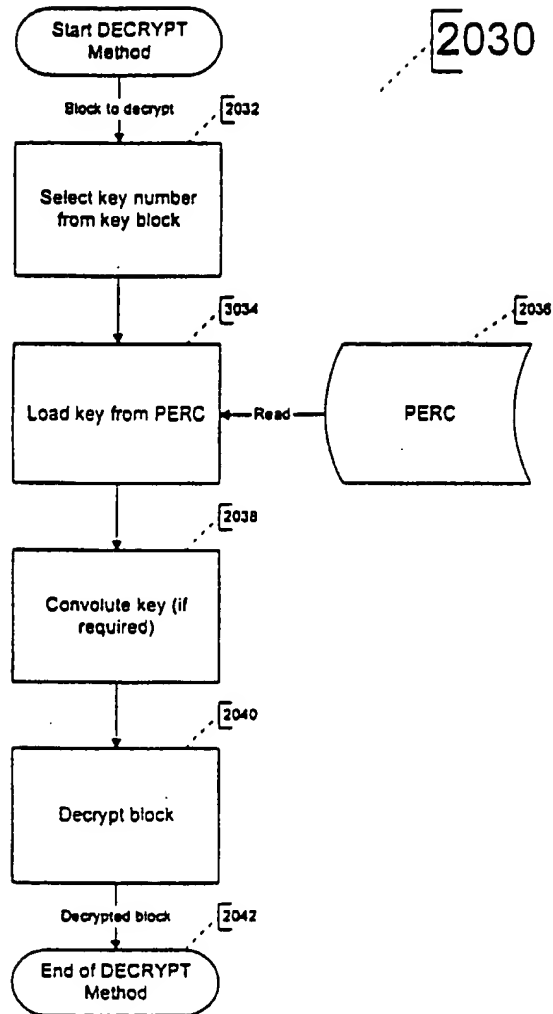 Start DECRYPT
Method
2030
Block to decrypt
2032
Select key number
from key block
3034
2036
Load key from PERC
Read
PERC
2038
Convolute key (if
required)
2040
Decrypt block
Decrypted block
2042
End of DECRYPT
Method